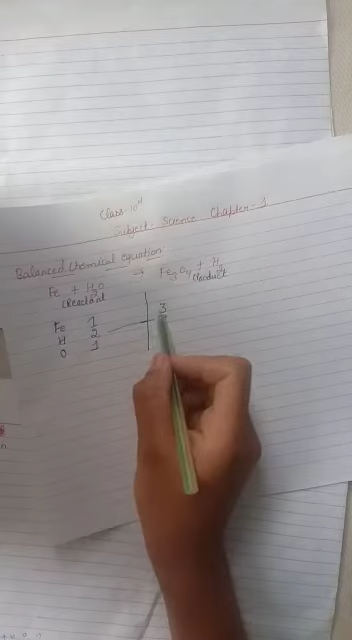 Class-10th
Subject - Science Chapter-1
Balanced chemical equation
Fe + H2O → Fe3O4 + H2
(Reactant (Product
Fe 1 3
H 2
O 1